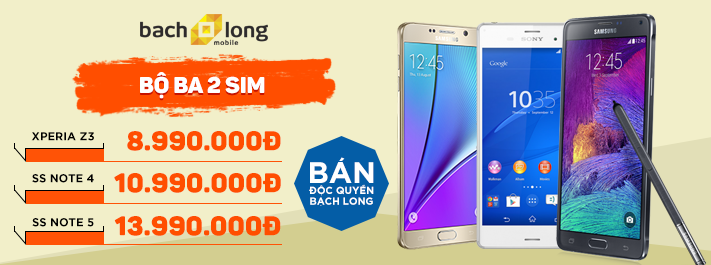 bach long
mobile
BỘ BA 2 SIM
XPERIA Z3
8.990.000Đ
SS NOTE 4
10.990.000Đ
SS NOTE 5
13.990.000Đ
BÁN
ĐỘC QUYỀN
BACH LONG
SAMSUNG
12:45
SONY
Google
10:35
SAMSUNG
12:45